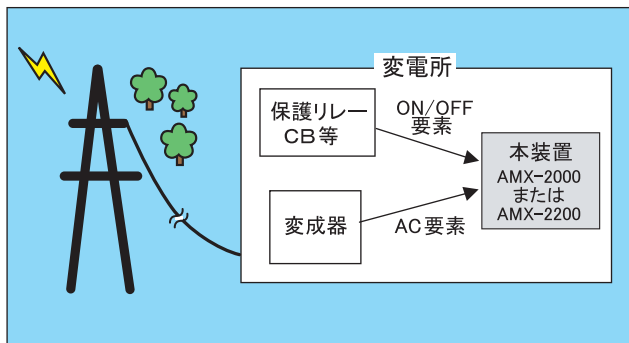 変電所
保護リレー
CB等
ON/OFF
要素
本装置
AMX-2000
または
AMX-2200
変成器
AC要素